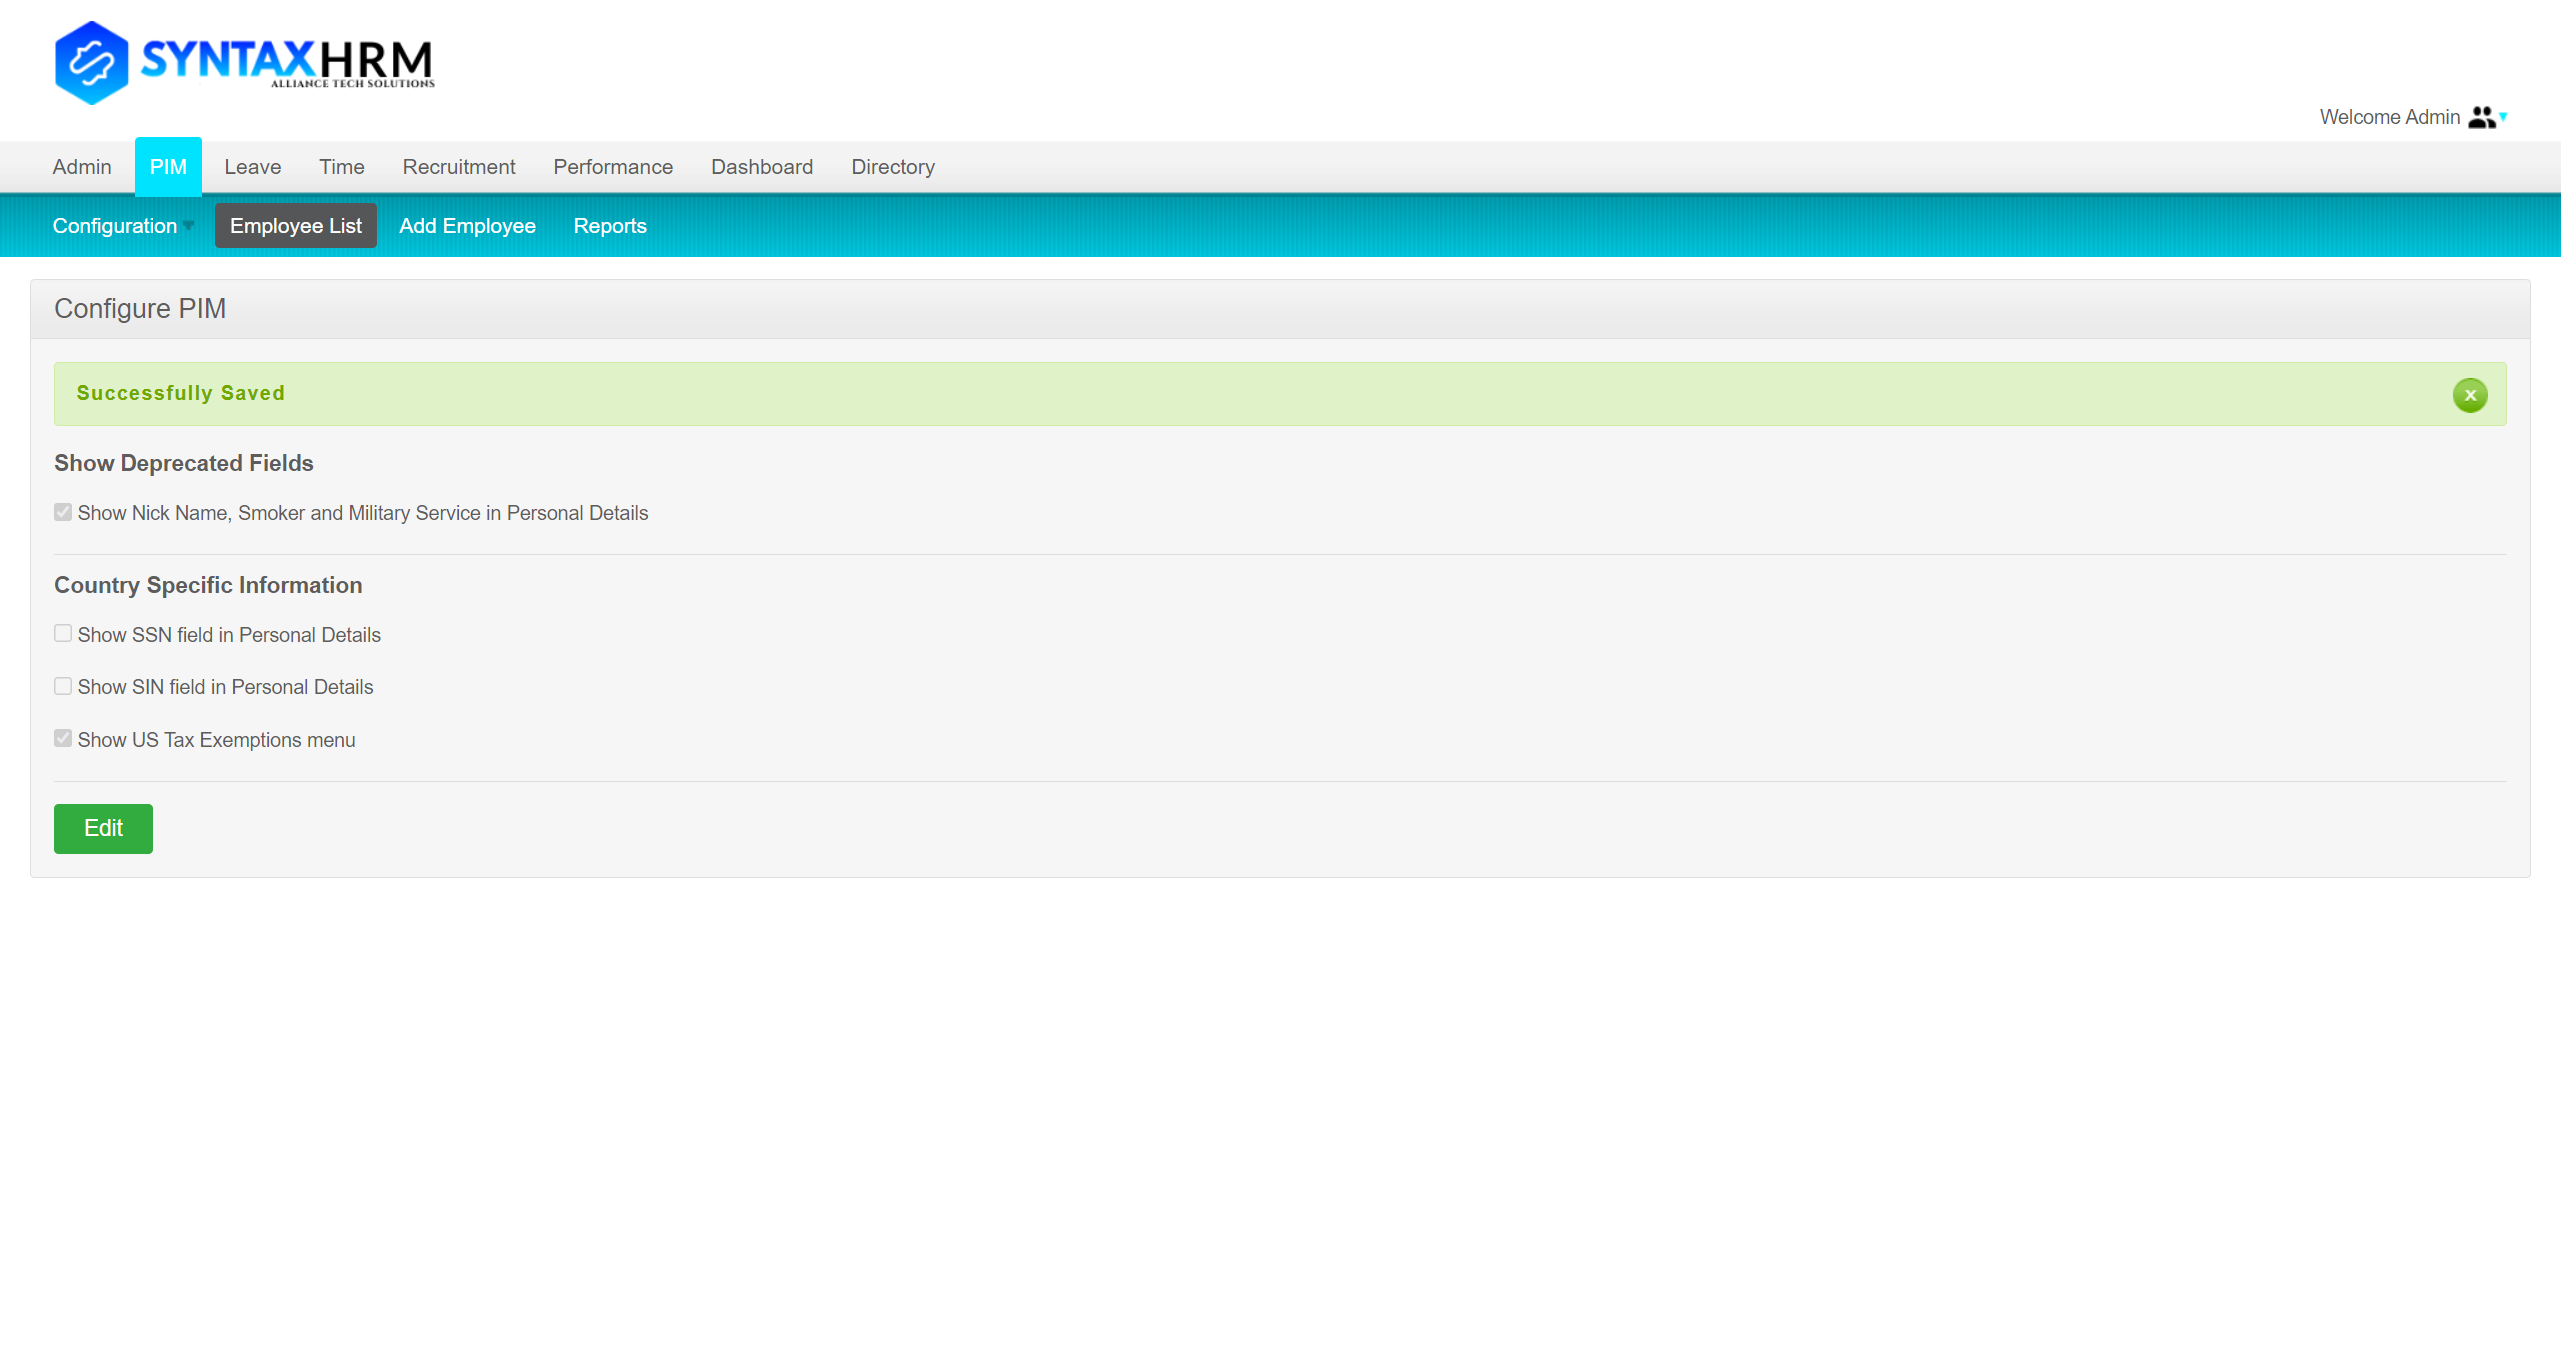 SYNTAXHRM
ALLIANCE TECH SOLUTIONS
Welcome Admin
Admin PIM Leave Time Recruitment Performance Dashboard Directory
Configuration Employee List Add Employee Reports
Configure PIM
Successfully Saved
x
Show Deprecated Fields
Show Nick Name, Smoker and Military Service in Personal Details
Country Specific Information
Show SSN field in Personal Details
Show SIN field in Personal Details
Show US Tax Exemptions menu
Edit